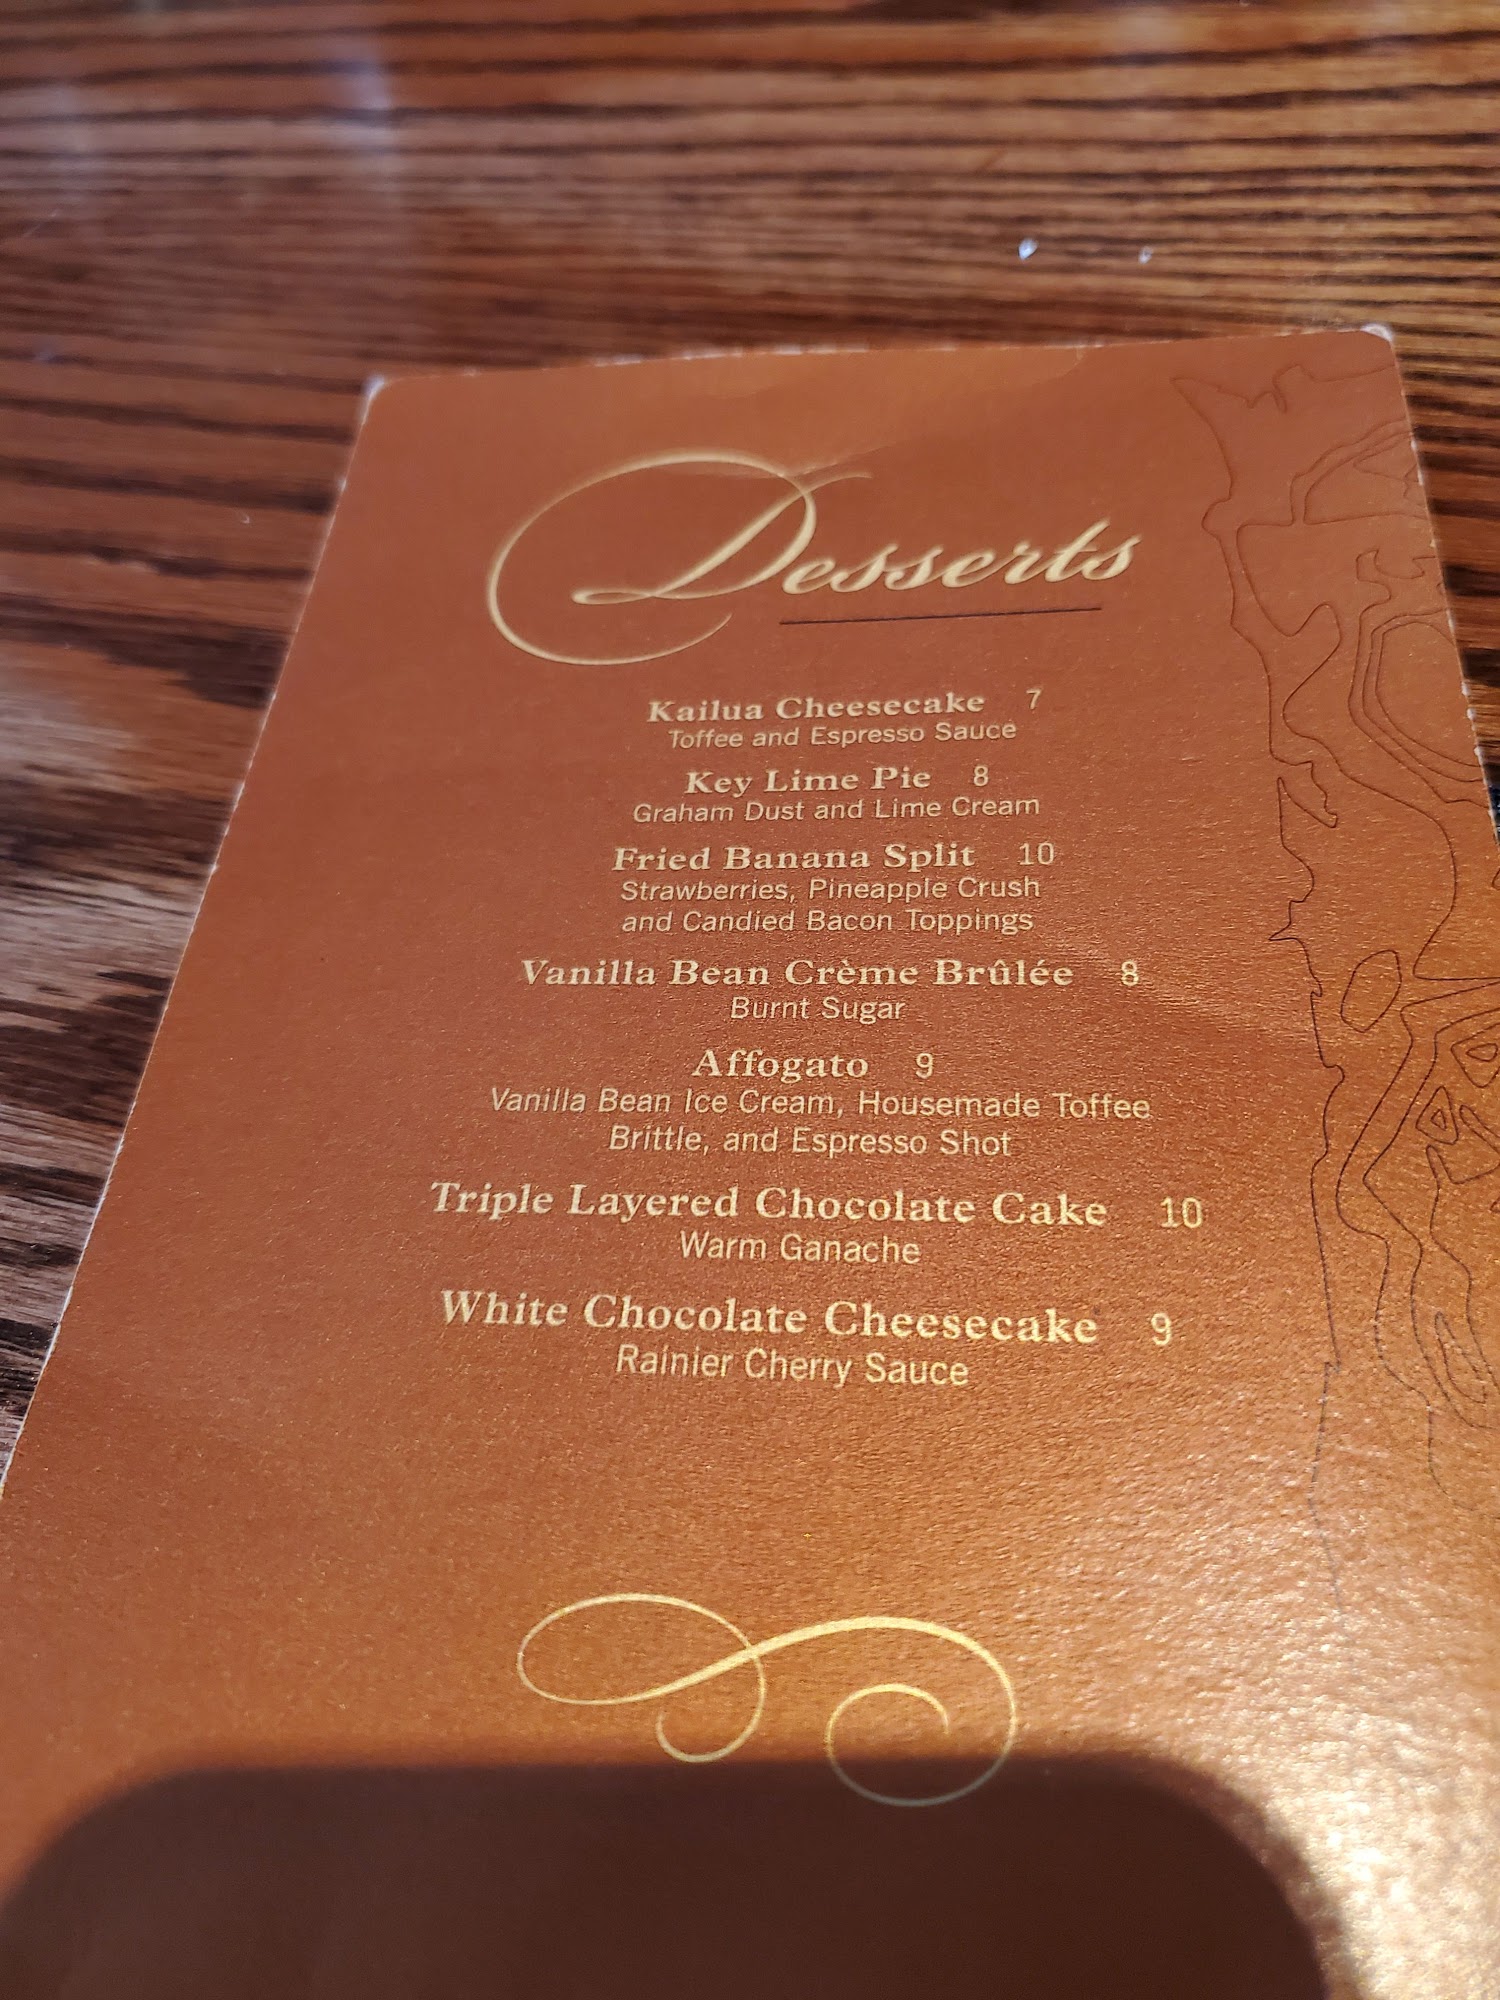 Desserts
Kailua Cheesecake 7
Toffee and Espresso Sauce
Key Lime Pie 8
Graham Dust and Lime Cream
Fried Banana Split 10
Strawberries, Pineapple Crush
and Candied Bacon Toppings
Vanilla Bean Crème Brûlée 8
Burnt Sugar
Affogato 9
Vanilla Bean Ice Cream, Housemade Toffee
Brittle, and Espresso Shot
Triple Layered Chocolate Cake 10
Warm Ganache
White Chocolate Cheesecake 9
Rainier Cherry Sauce